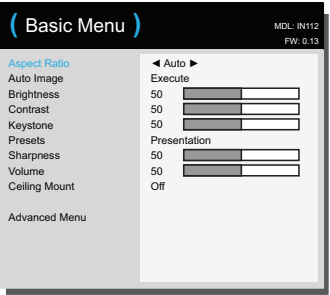 ( Basic Menu )
MDL: IN112
FW: 0.13
Aspect Ratio ◄ Auto ►
Auto Image Execute
Brightness 50
Contrast 50
Keystone 50
Presets Presentation
Sharpness 50
Volume 50
Ceiling Mount Off
Advanced Menu